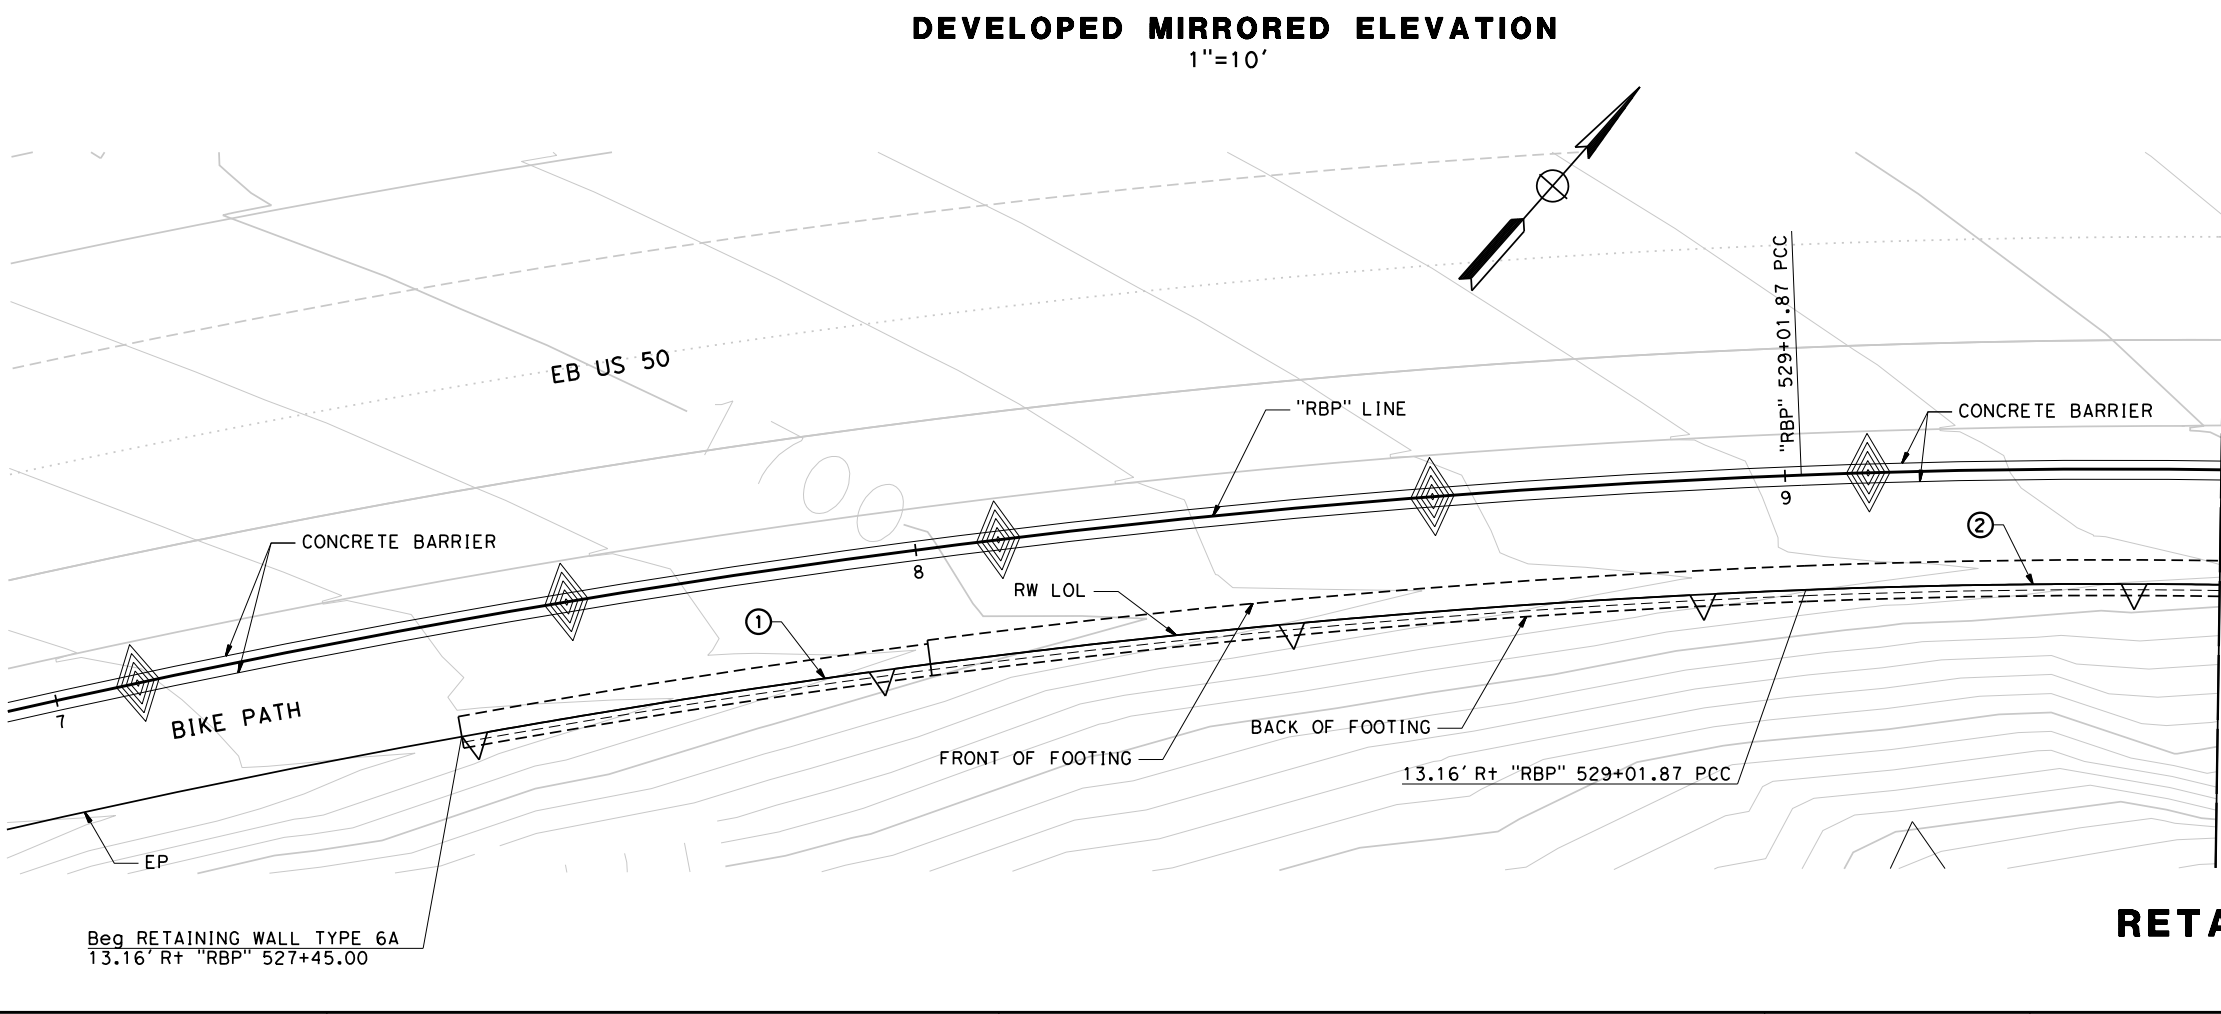 DEVELOPED MIRRORED ELEVATION
1"=10'
"RBP" 529+01.87 PCC
EB US 50
"RBP" LINE
CONCRETE BARRIER
9
2
CONCRETE BARRIER
8
RW LOL
1
7
BIKE PATH
BACK OF FOOTING
FRONT OF FOOTING
13.16' Rt "RBP" 529+01.87 PCC
EP
Beg RETAINING WALL TYPE 6A
13.16' Rt "RBP" 527+45.00